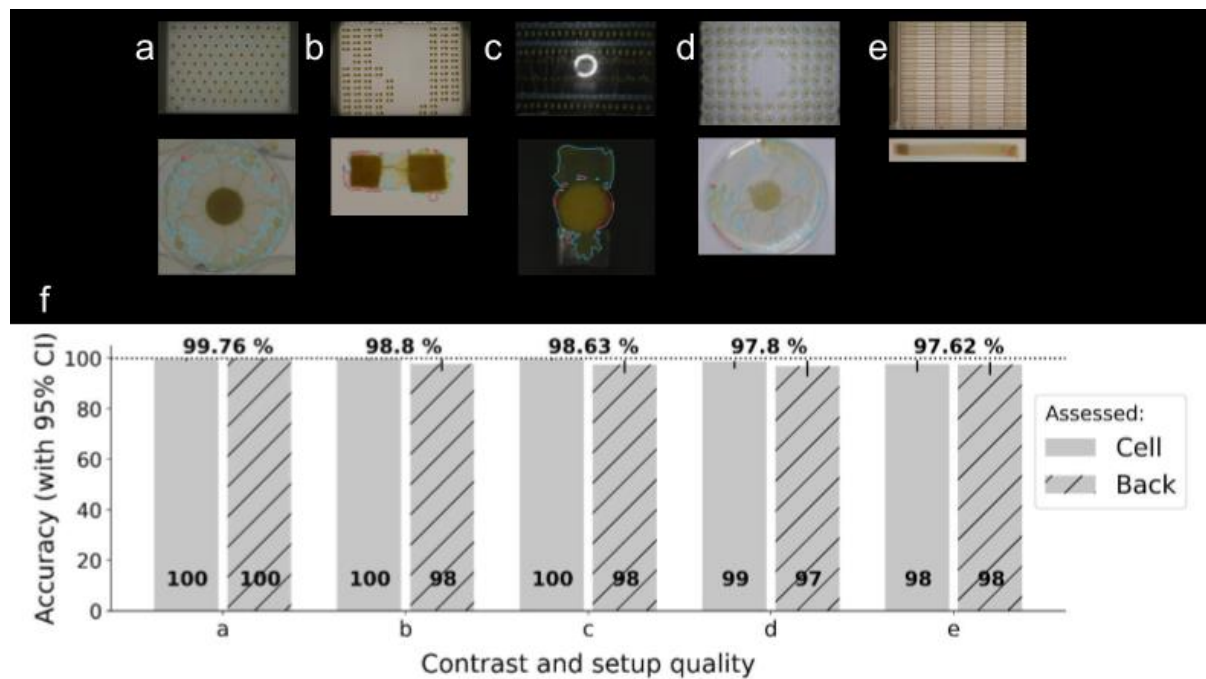 a b c d e
f
99.76 % 98.8 % 98.63 % 97.8 % 97.62 %
100
80
60
40
20
0
Accuracy (with 95% CI)
100 100 100 98 100 98 99 97 98 98
a b c d e
Contrast and setup quality
Assessed:
Cell
Back